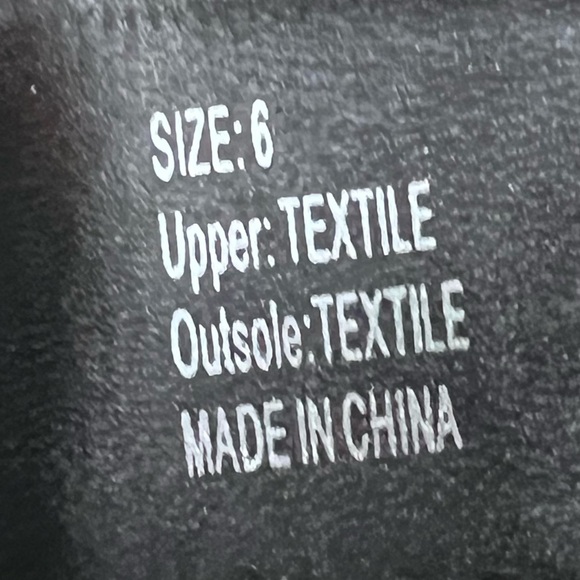 SIZE: 6
Upper: TEXTILE
Outsole:TEXTILE
MADE IN CHINA